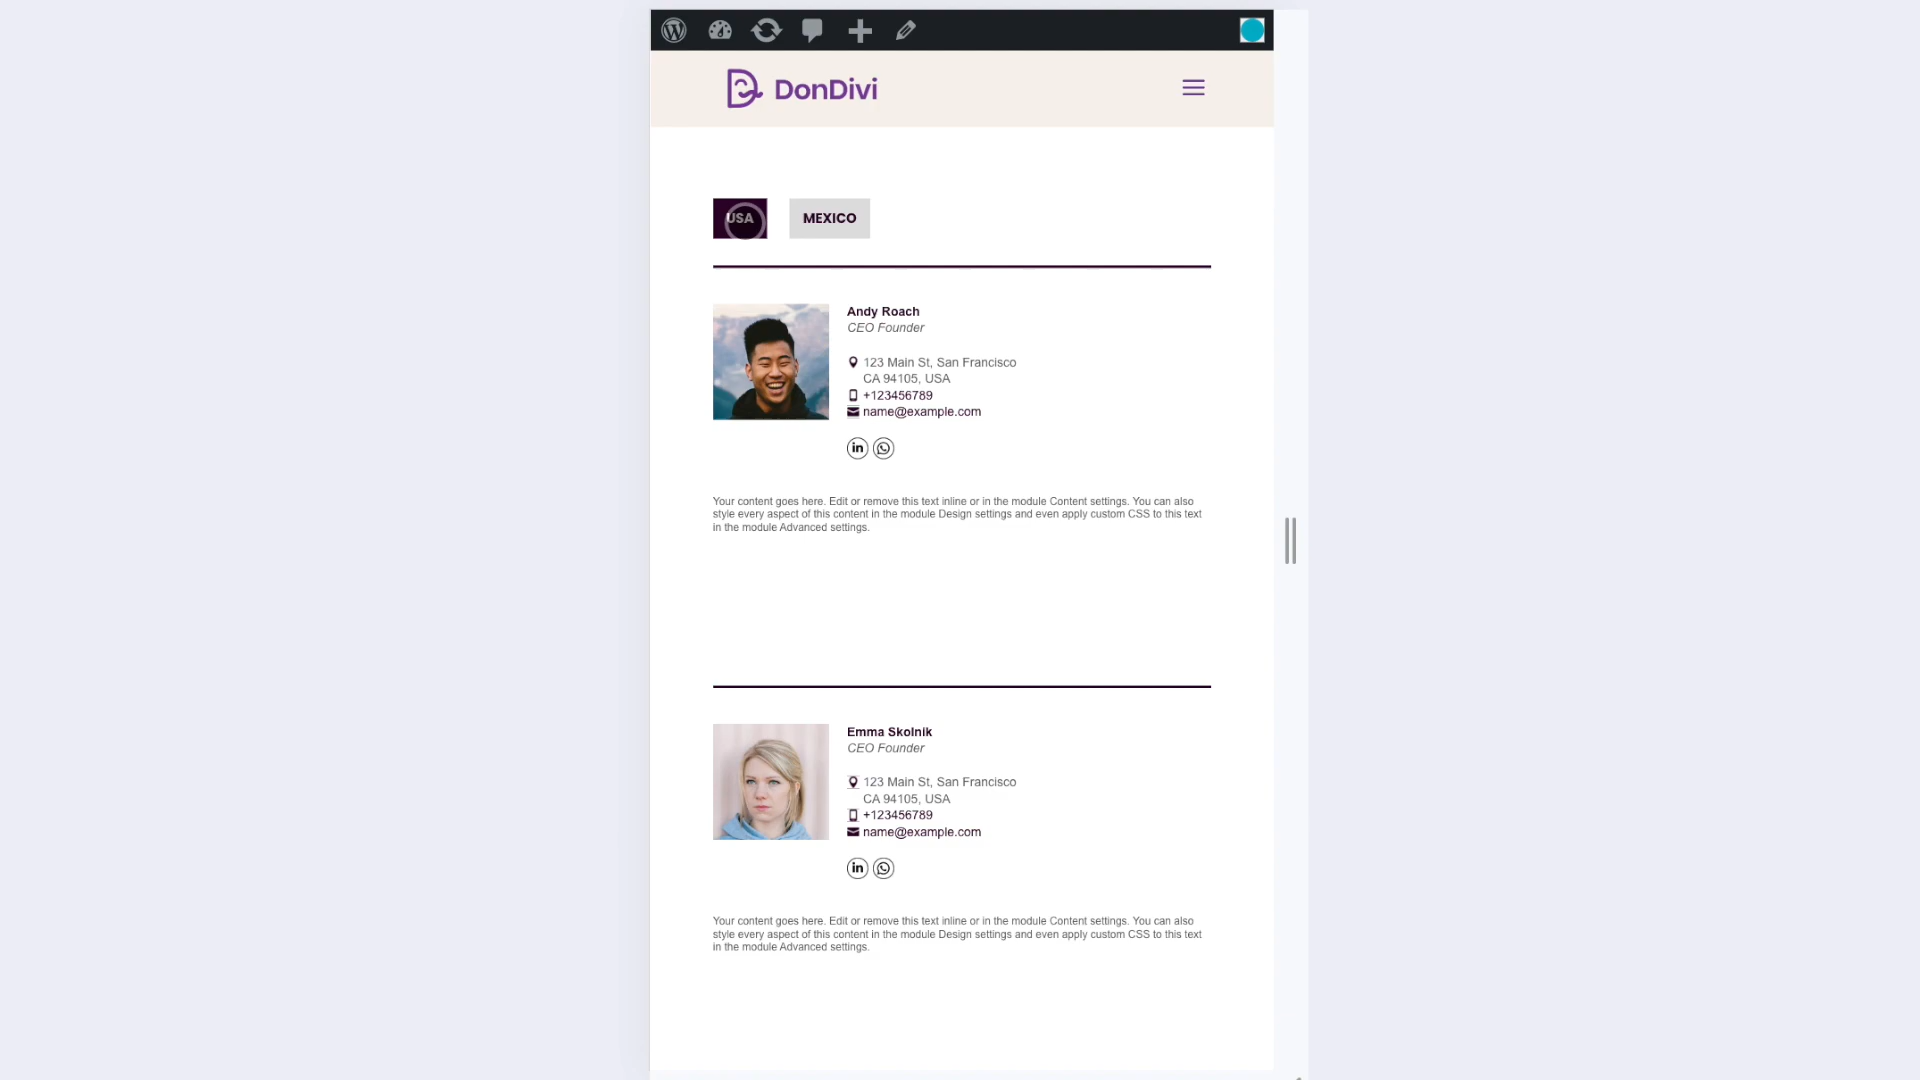 DonDivi
USA
MEXICO
Andy Roach
CEO Founder
123 Main St, San Francisco
CA 94105, USA
+123456789
name@example.com
in
Your content goes here. Edit or remove this text inline or in the module Content settings. You can also
style every aspect of this content in the module Design settings and even apply custom CSS to this text
in the module Advanced settings.
Emma Skolnik
CEO Founder
123 Main St, San Francisco
CA 94105, USA
+123456789
name@example.com
in
Your content goes here. Edit or remove this text inline or in the module Content settings. You can also
style every aspect of this content in the module Design settings and even apply custom CSS to this text
in the module Advanced settings.